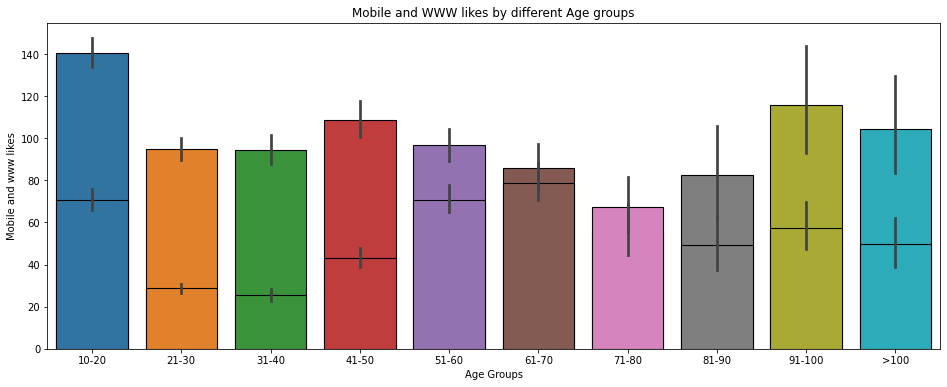 Mobile and WWW likes by different Age groups
Mobile and www likes
140
120
100
80
60
40
20
0
10-20 21-30 31-40 41-50 51-60 61-70 71-80 81-90 91-100 >100
Age Groups